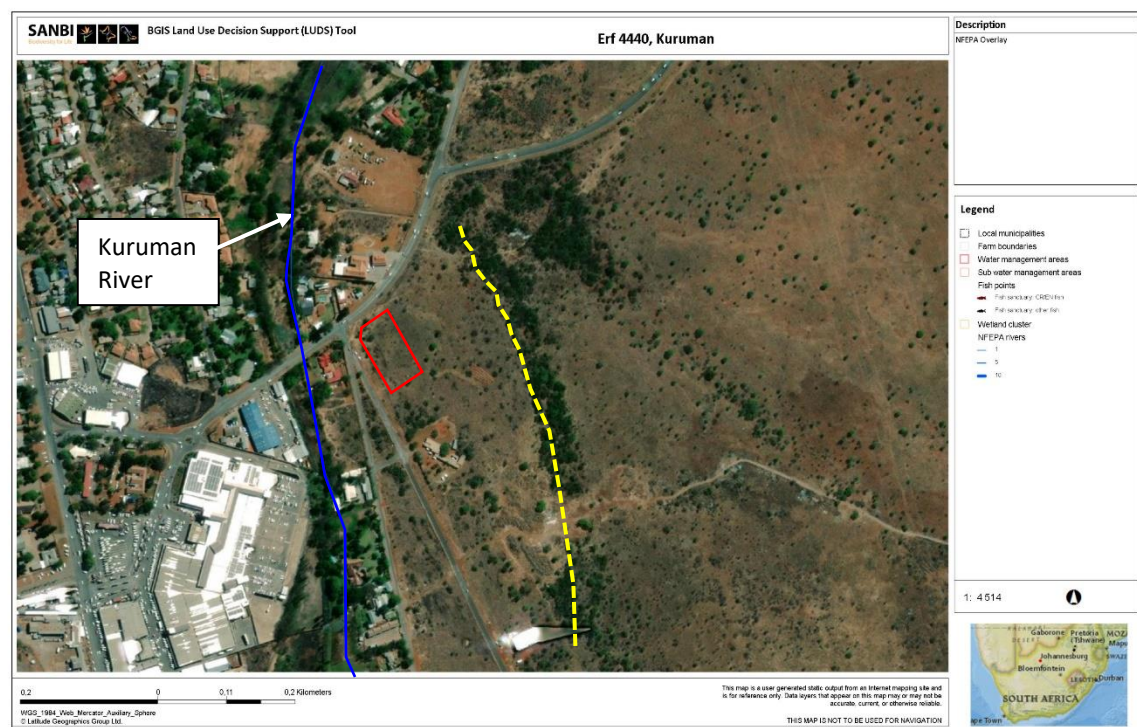 SANBI
Biodiversity for Life
BGIS Land Use Decision Support (LUDS) Tool
Erf 4440, Kuruman
Description
NFEPA Overlay
Kuruman
River
Legend
Local municipalities
Farm boundaries
Water management areas
Sub water management areas
Fish points
Fish sanctuary: CR/EN fish
Fish sanctuary: other fish
Wetland cluster
NFEPA rivers
1
5
10
1: 4 514
Gaborone
Pretoria
(Tshwane)
MOZ
Map
Johannesburg
SWAZI
Bloemfontein
LESOTHO
Durban
SOUTH AFRICA
ape Town
0,2
0
0,11
0,2 Kilometers
WGS_1984_Web_Mercator_Auxiliary_Sphere
© Latitude Geographics Group Ltd.
This map is a user generated static output from an Internet mapping site and
is for reference only. Data layers that appear on this map may or may not be
accurate, current, or otherwise reliable.
THIS MAP IS NOT TO BE USED FOR NAVIGATION